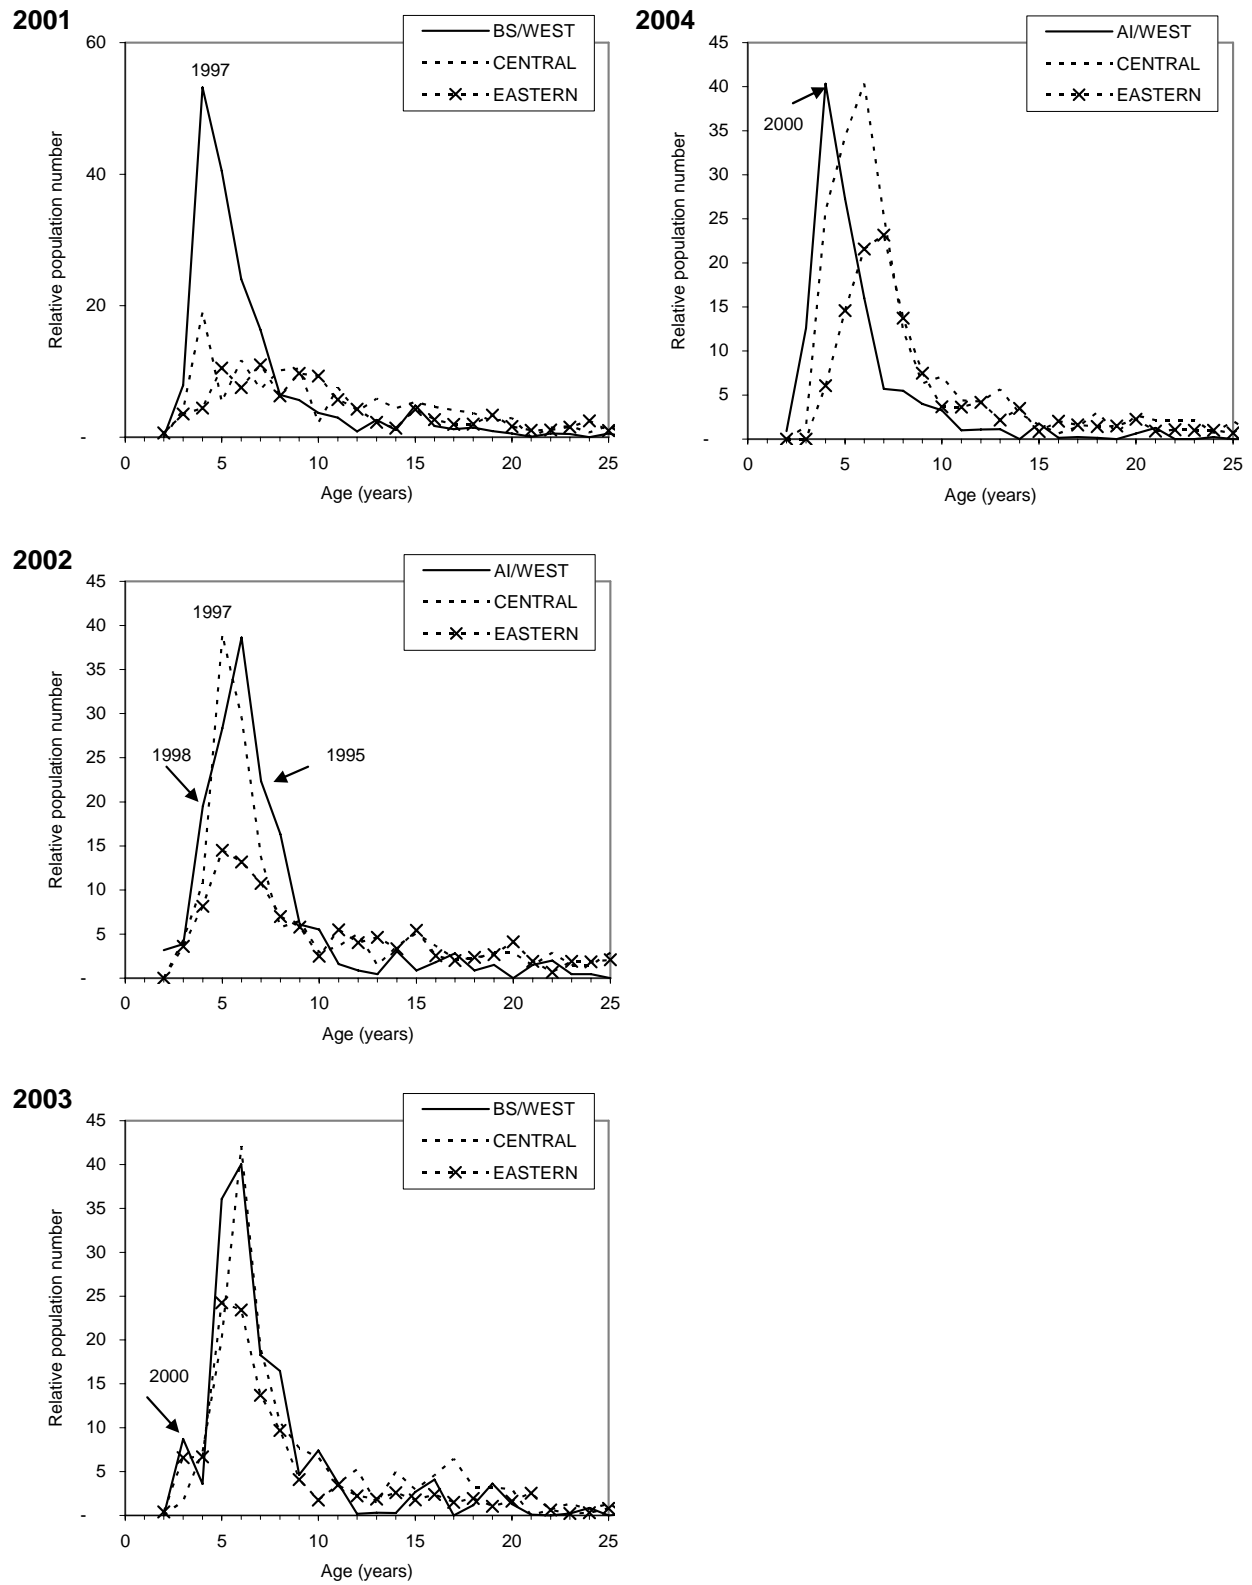 2001
BS/WEST
CENTRAL
EASTERN
1997
Relative population number
60
40
20
-
0 5 10 15 20 25
Age (years)
2004
AI/WEST
CENTRAL
EASTERN
2000
Relative population number
45
40
35
30
25
20
15
10
5
-
0 5 10 15 20 25
Age (years)
2002
AI/WEST
CENTRAL
EASTERN
1997
1998
1995
Relative population number
45
40
35
30
25
20
15
10
5
-
0 5 10 15 20 25
Age (years)
2003
BS/WEST
CENTRAL
EASTERN
2000
Relative population number
45
40
35
30
25
20
15
10
5
-
0 5 10 15 20 25
Age (years)